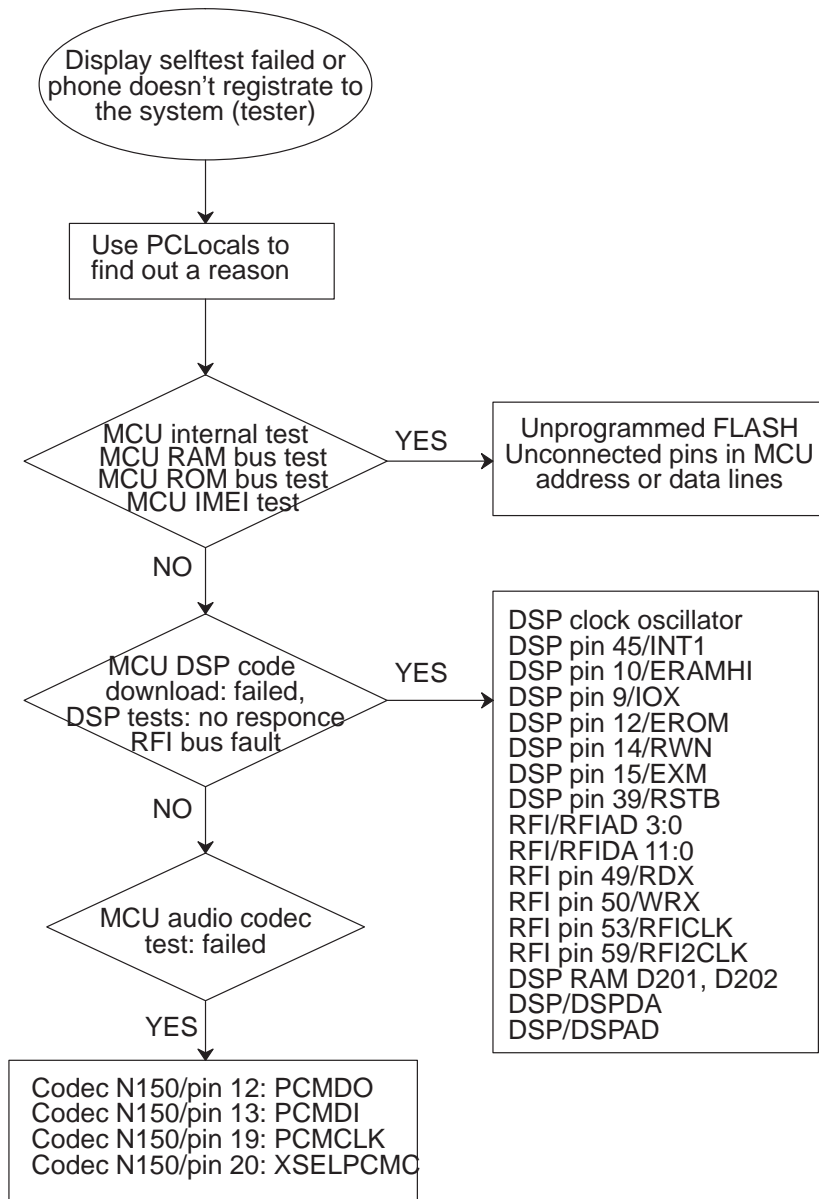 Display selftest failed or
phone doesn't registrate to
the system (tester)
Use PCLocals to
find out a reason
MCU internal test
MCU RAM bus test
MCU ROM bus test
MCU IMEI test
YES
Unprogrammed FLASH
Unconnected pins in MCU
address or data lines
NO
MCU DSP code
download: failed,
DSP tests: no responce
RFI bus fault
YES
DSP clock oscillator
DSP pin 45/INT1
DSP pin 10/ERAMHI
DSP pin 9/IOX
DSP pin 12/EROM
DSP pin 14/RWN
DSP pin 15/EXM
DSP pin 39/RSTB
RFI/RFIAD 3:0
RFI/RFIDA 11:0
RFI pin 49/RDX
RFI pin 50/WRX
RFI pin 53/RFICLK
RFI pin 59/RFI2CLK
DSP RAM D201, D202
DSP/DSPDA
DSP/DSPAD
NO
MCU audio codec
test: failed
YES
Codec N150/pin 12: PCMDO
Codec N150/pin 13: PCMDI
Codec N150/pin 19: PCMCLK
Codec N150/pin 20: XSELPCMC